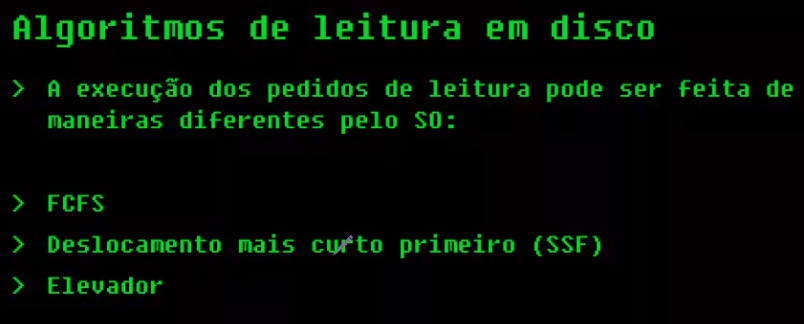 Algoritmos de leitura em disco
> A execução dos pedidos de leitura pode ser feita de
maneiras diferentes pelo SO:
> FCFS
> Deslocamento mais curto primeiro (SSF)
> Elevador